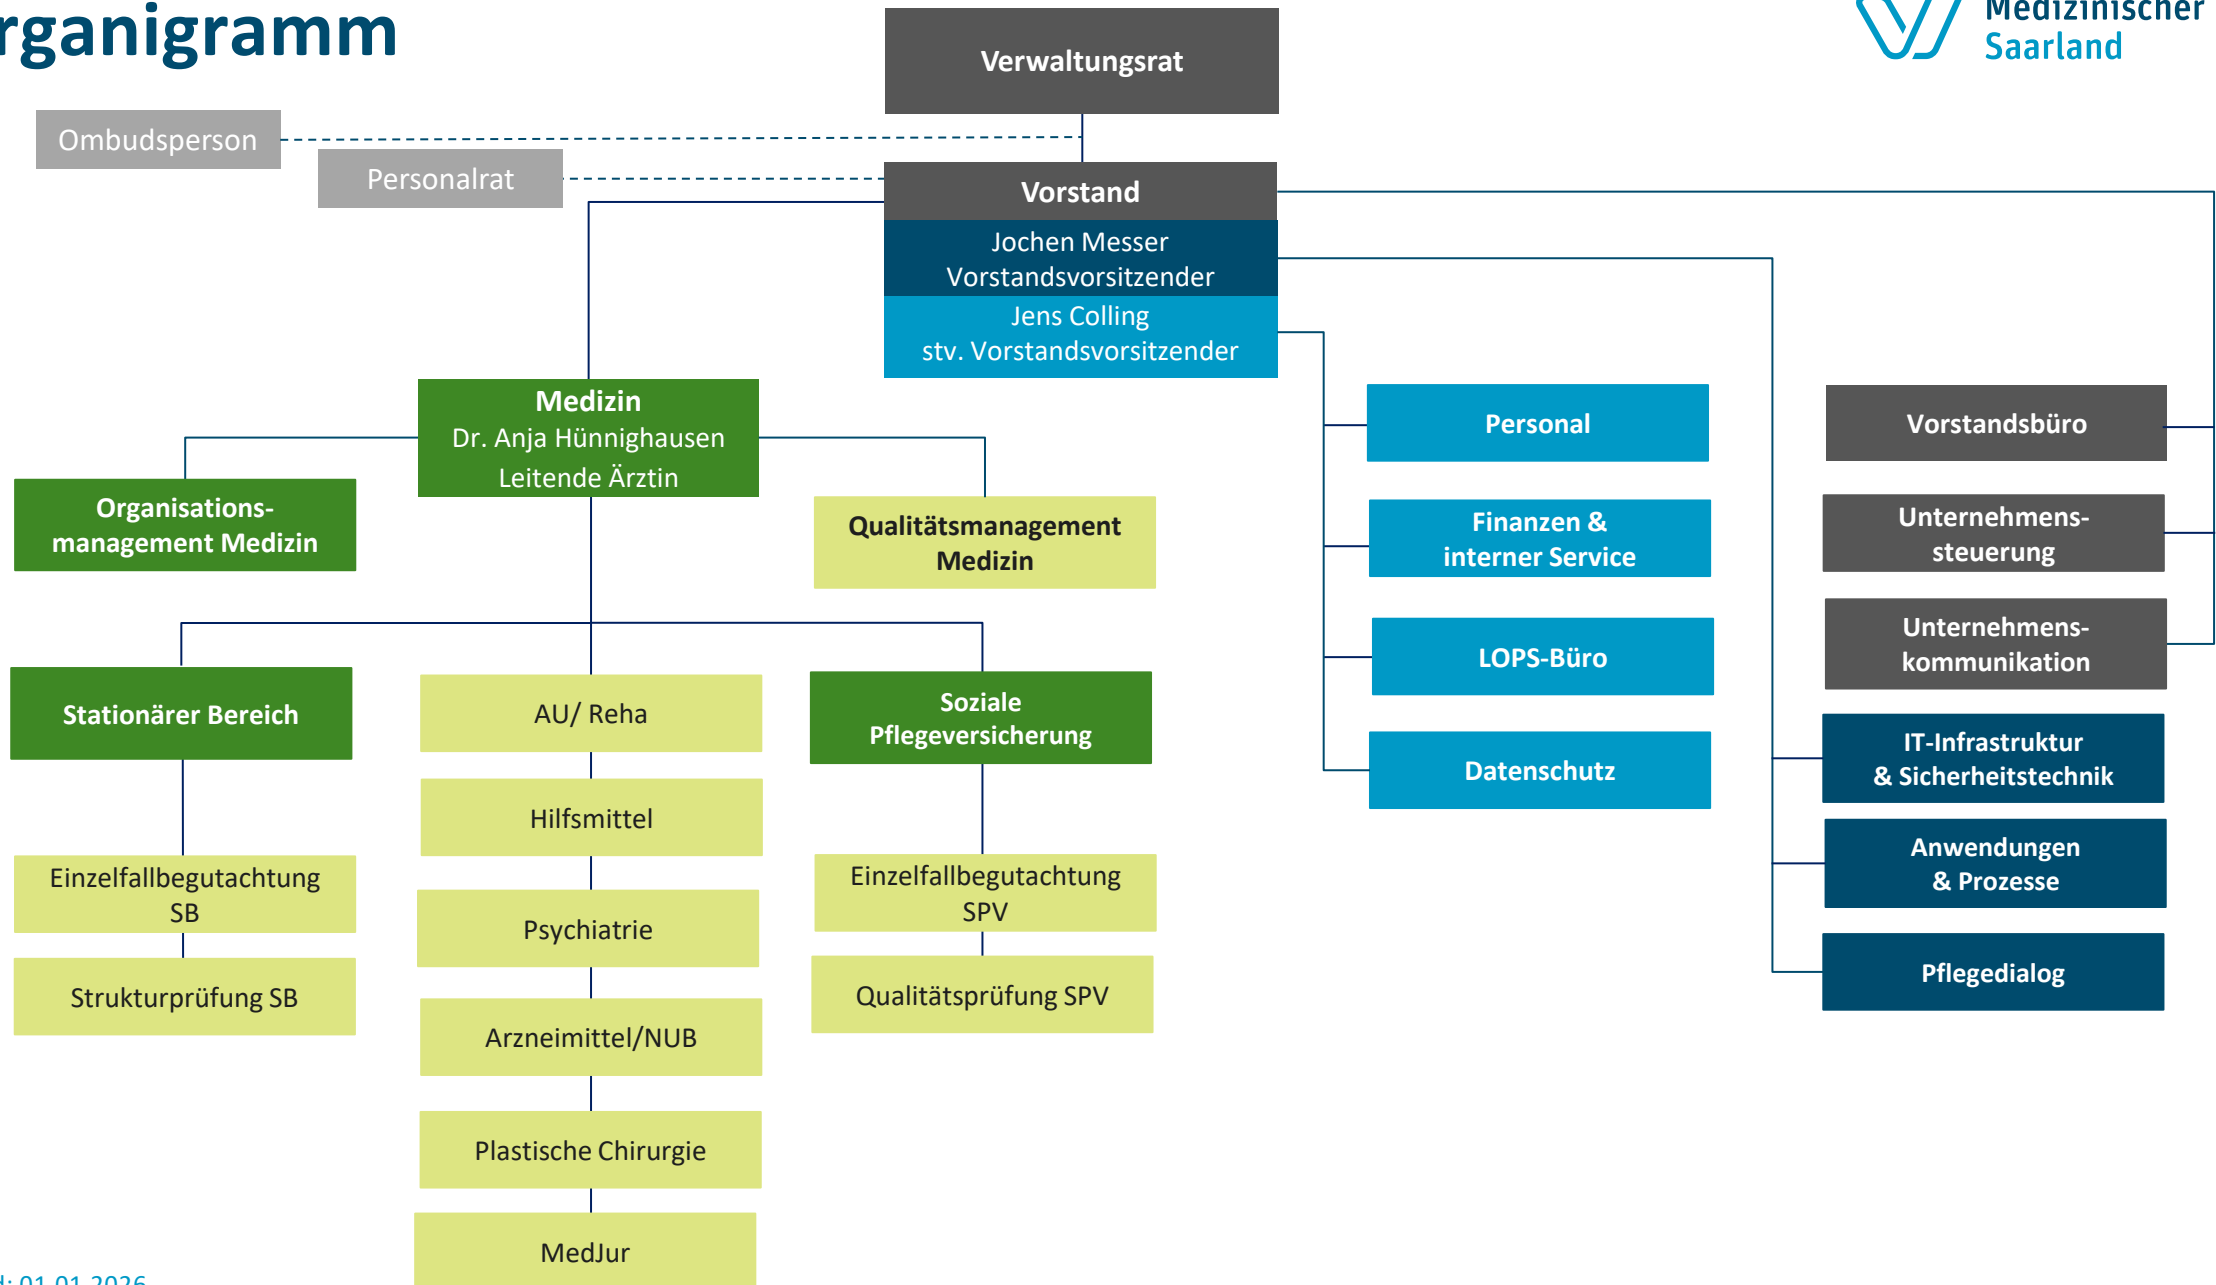 rganigramm
Medizinischer
Saarland
Verwaltungsrat
Ombudsperson
Personalrat
Vorstand
Jochen Messer
Vorstandsvorsitzender
Jens Colling
stv. Vorstandsvorsitzender
Medizin
Dr. Anja Hünnighausen
Leitende Ärztin
Organisations-
management Medizin
Qualitätsmanagement
Medizin
Stationärer Bereich
Einzelfallbegutachtung
SB
Strukturprüfung SB
AU/ Reha
Hilfsmittel
Psychiatrie
Arzneimittel/NUB
Plastische Chirurgie
MedJur
Soziale
Pflegeversicherung
Einzelfallbegutachtung
SPV
Qualitätsprüfung SPV
Personal
Finanzen &
interner Service
LOPS-Büro
Datenschutz
Vorstandsbüro
Unternehmens-
steuerung
Unternehmens-
kommunikation
IT-Infrastruktur
& Sicherheitstechnik
Anwendungen
& Prozesse
Pflegedialog
d: 01.01.2026